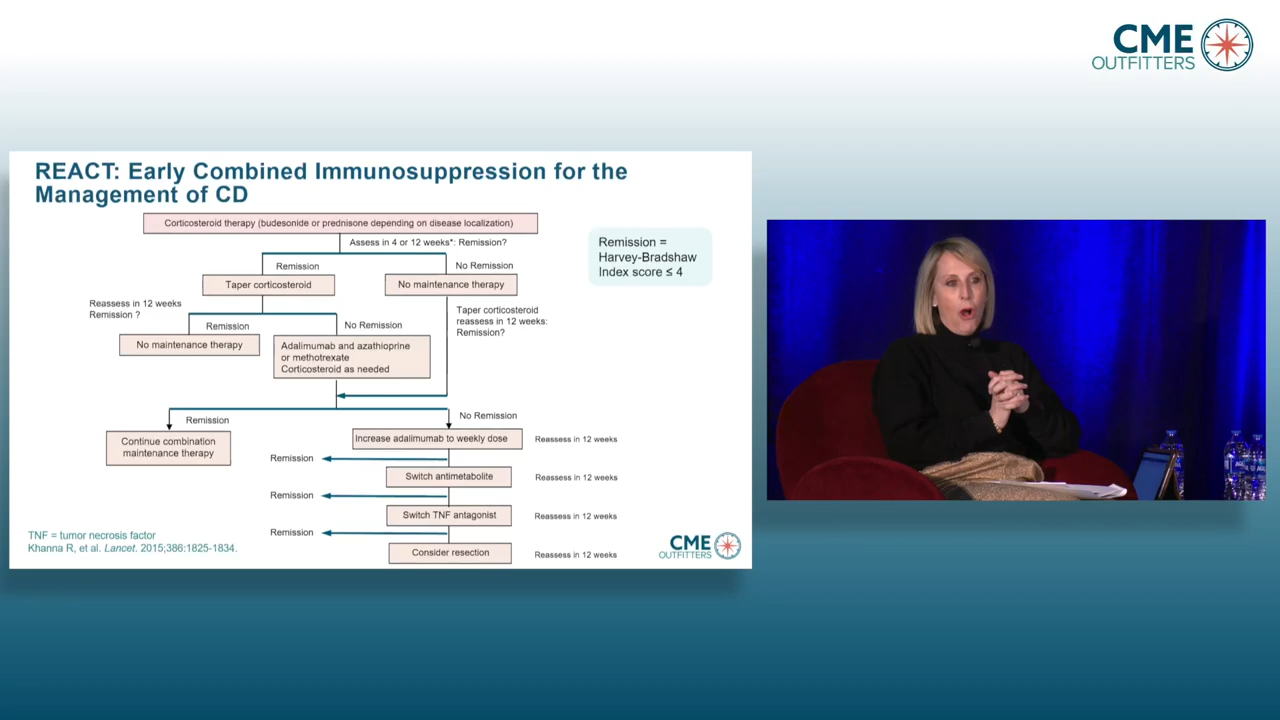 CME
OUTFITTERS
REACT: Early Combined Immunosuppression for the
Management of CD
Corticosteroid therapy (budesonide or prednisone depending on disease localization)
Assess in 4 or 12 weeks*: Remission?
Remission =
Harvey-Bradshaw
Index score ≤ 4
Remission
No Remission
Taper corticosteroid
No maintenance therapy
Reassess in 12 weeks
Remission ?
Taper corticosteroid
reassess in 12 weeks:
Remission?
Remission
No Remission
No maintenance therapy
Adalimumab and azathioprine
or methotrexate
Corticosteroid as needed
Remission
No Remission
Continue combination
maintenance therapy
Increase adalimumab to weekly dose
Reassess in 12 weeks
Remission
Switch antimetabolite
Reassess in 12 weeks
Remission
Switch TNF antagonist
Reassess in 12 weeks
Remission
Consider resection
Reassess in 12 weeks
TNF = tumor necrosis factor
Khanna R, et al. Lancet. 2015;386:1825-1834.
CME
OUTFITTERS